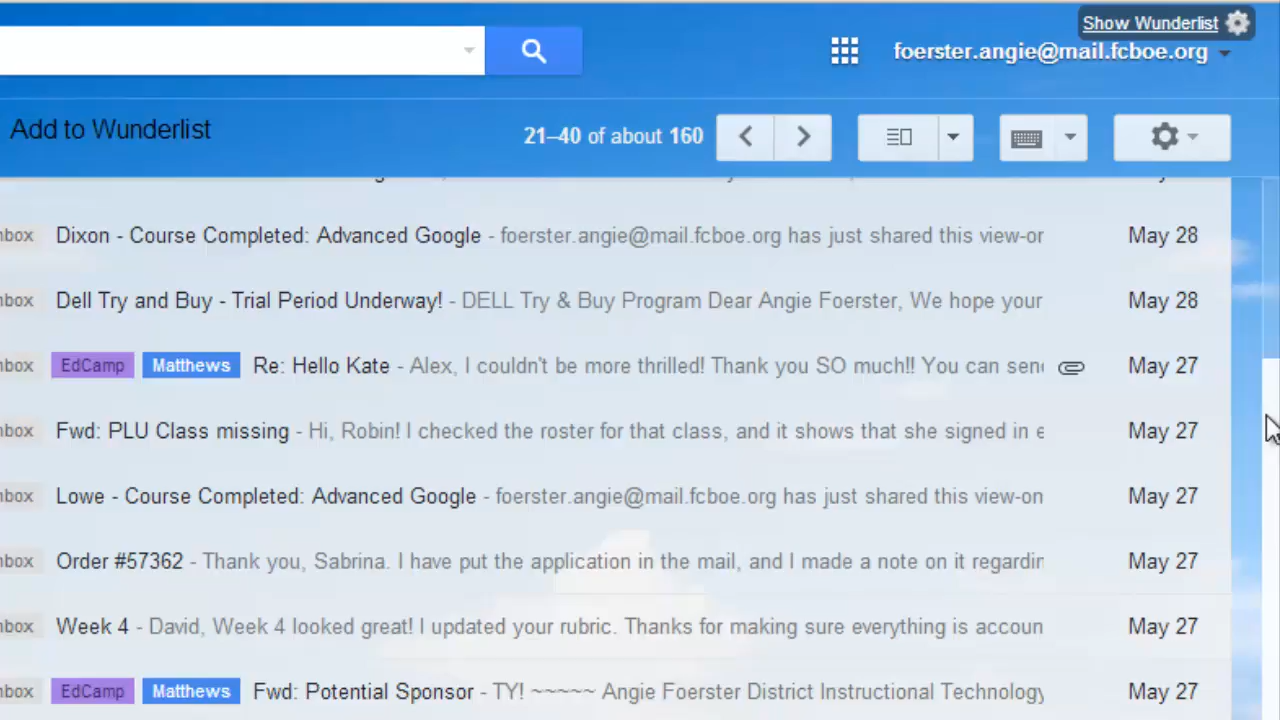 Show Wunderlist
foerster.angie@mail.fcboe.org
Add to Wunderlist
21–40 of about 160
nbox Dixon - Course Completed: Advanced Google - foerster.angie@mail.fcboe.org has just shared this view-or May 28
nbox Dell Try and Buy - Trial Period Underway! - DELL Try & Buy Program Dear Angie Foerster, We hope your May 28
nbox EdCamp Matthews Re: Hello Kate - Alex, I couldn't be more thrilled! Thank you SO much!! You can send May 27
nbox Fwd: PLU Class missing - Hi, Robin! I checked the roster for that class, and it shows that she signed in e May 27
nbox Lowe - Course Completed: Advanced Google - foerster.angie@mail.fcboe.org has just shared this view-on May 27
nbox Order #57362 - Thank you, Sabrina. I have put the application in the mail, and I made a note on it regardin May 27
nbox Week 4 - David, Week 4 looked great! I updated your rubric. Thanks for making sure everything is accoun May 27
nbox EdCamp Matthews Fwd: Potential Sponsor - TY! ~~~~~ Angie Foerster District Instructional Technology May 27